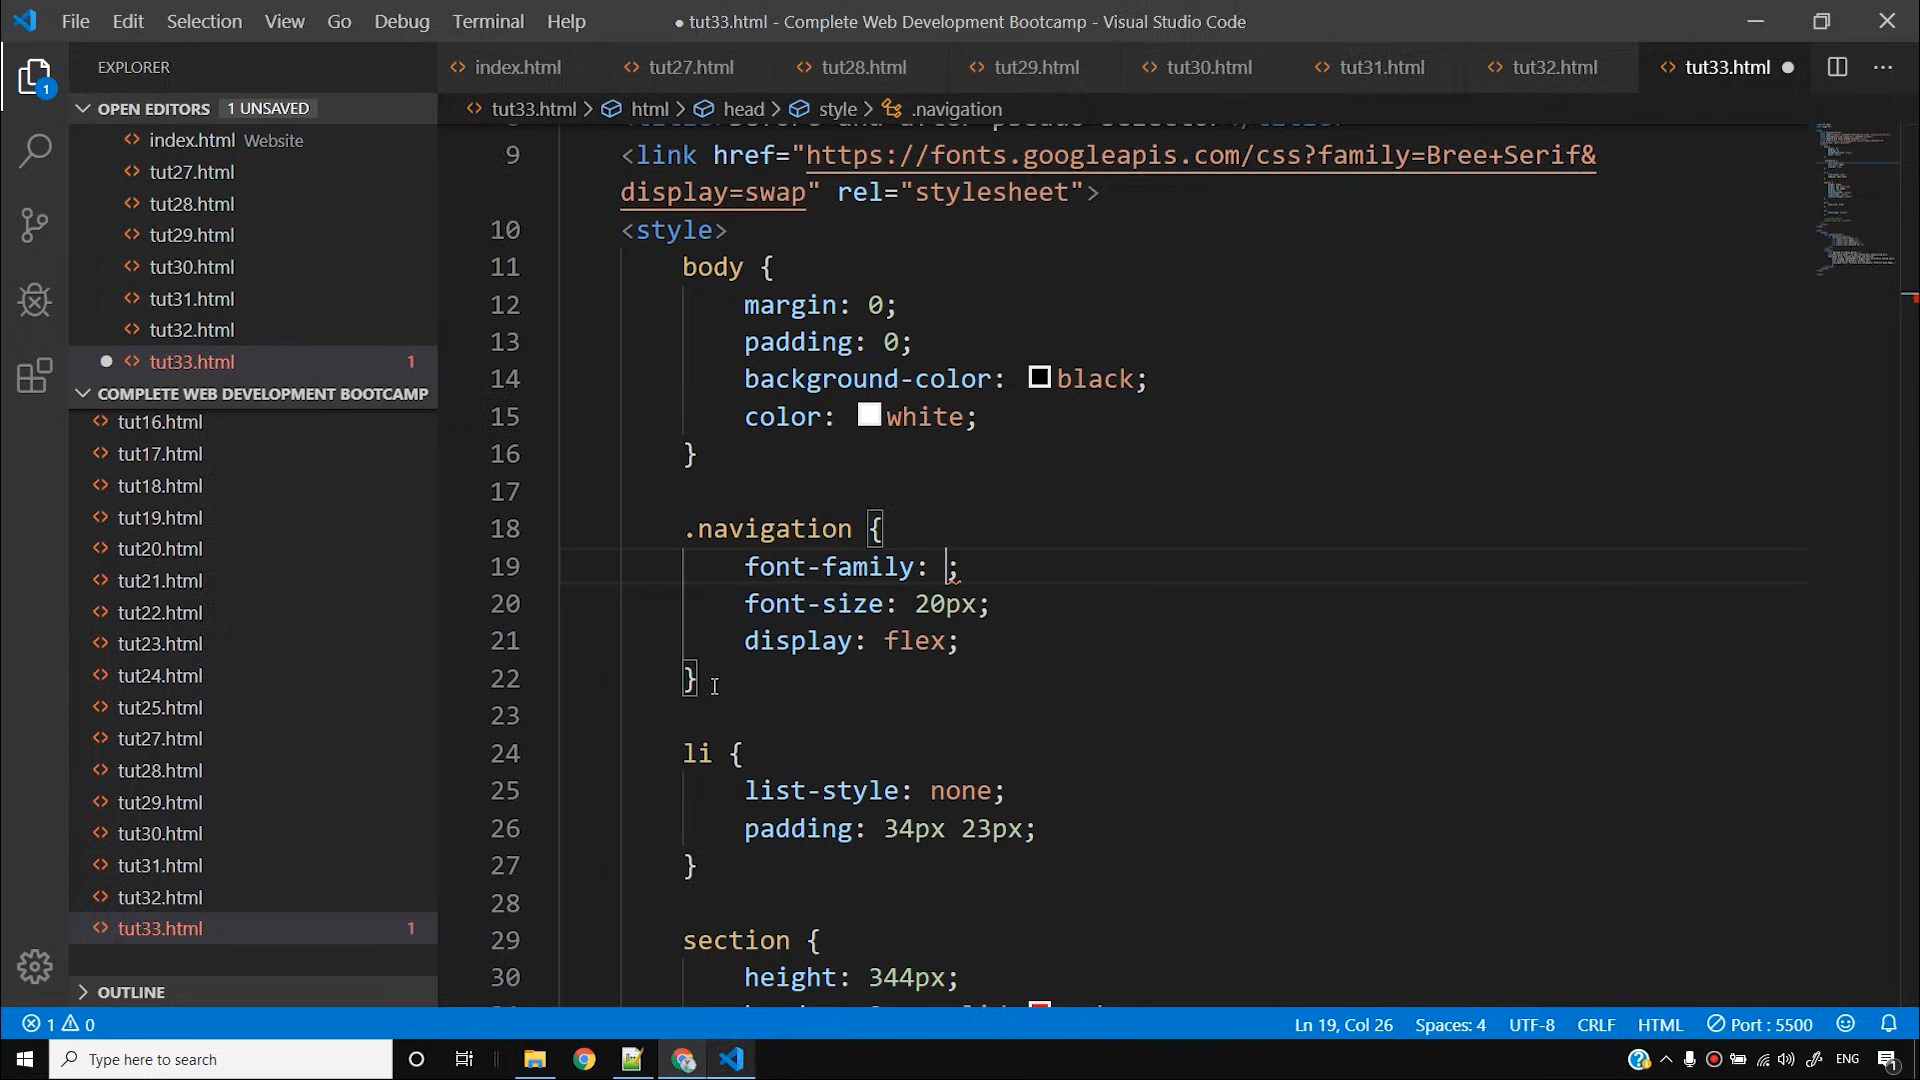 File Edit Selection View Go Debug Terminal Help
● tut33.html - Complete Web Development Bootcamp - Visual Studio Code
EXPLORER
1
OPEN EDITORS 1 UNSAVED
index.html Website
tut27.html
tut28.html
tut29.html
tut30.html
tut31.html
tut32.html
tut33.html 1
COMPLETE WEB DEVELOPMENT BOOTCAMP
tut16.html
tut17.html
tut18.html
tut19.html
tut20.html
tut21.html
tut22.html
tut23.html
tut24.html
tut25.html
tut27.html
tut28.html
tut29.html
tut30.html
tut31.html
tut32.html
tut33.html 1
OUTLINE
index.html tut27.html tut28.html tut29.html tut30.html tut31.html tut32.html tut33.html
tut33.html > html > head > style > .navigation
9 <link href="https://fonts.googleapis.com/css?family=Bree+Serif&
display=swap" rel="stylesheet">
10 <style>
11 body {
12 margin: 0;
13 padding: 0;
14 background-color: black;
15 color: white;
16 }
17
18 .navigation {
19 font-family: ;
20 font-size: 20px;
21 display: flex;
22 }
23
24 li {
25 list-style: none;
26 padding: 34px 23px;
27 }
28
29 section {
30 height: 344px;
1 0 Ln 19, Col 26 Spaces: 4 UTF-8 CRLF HTML Port : 5500
Type here to search
ENG 1